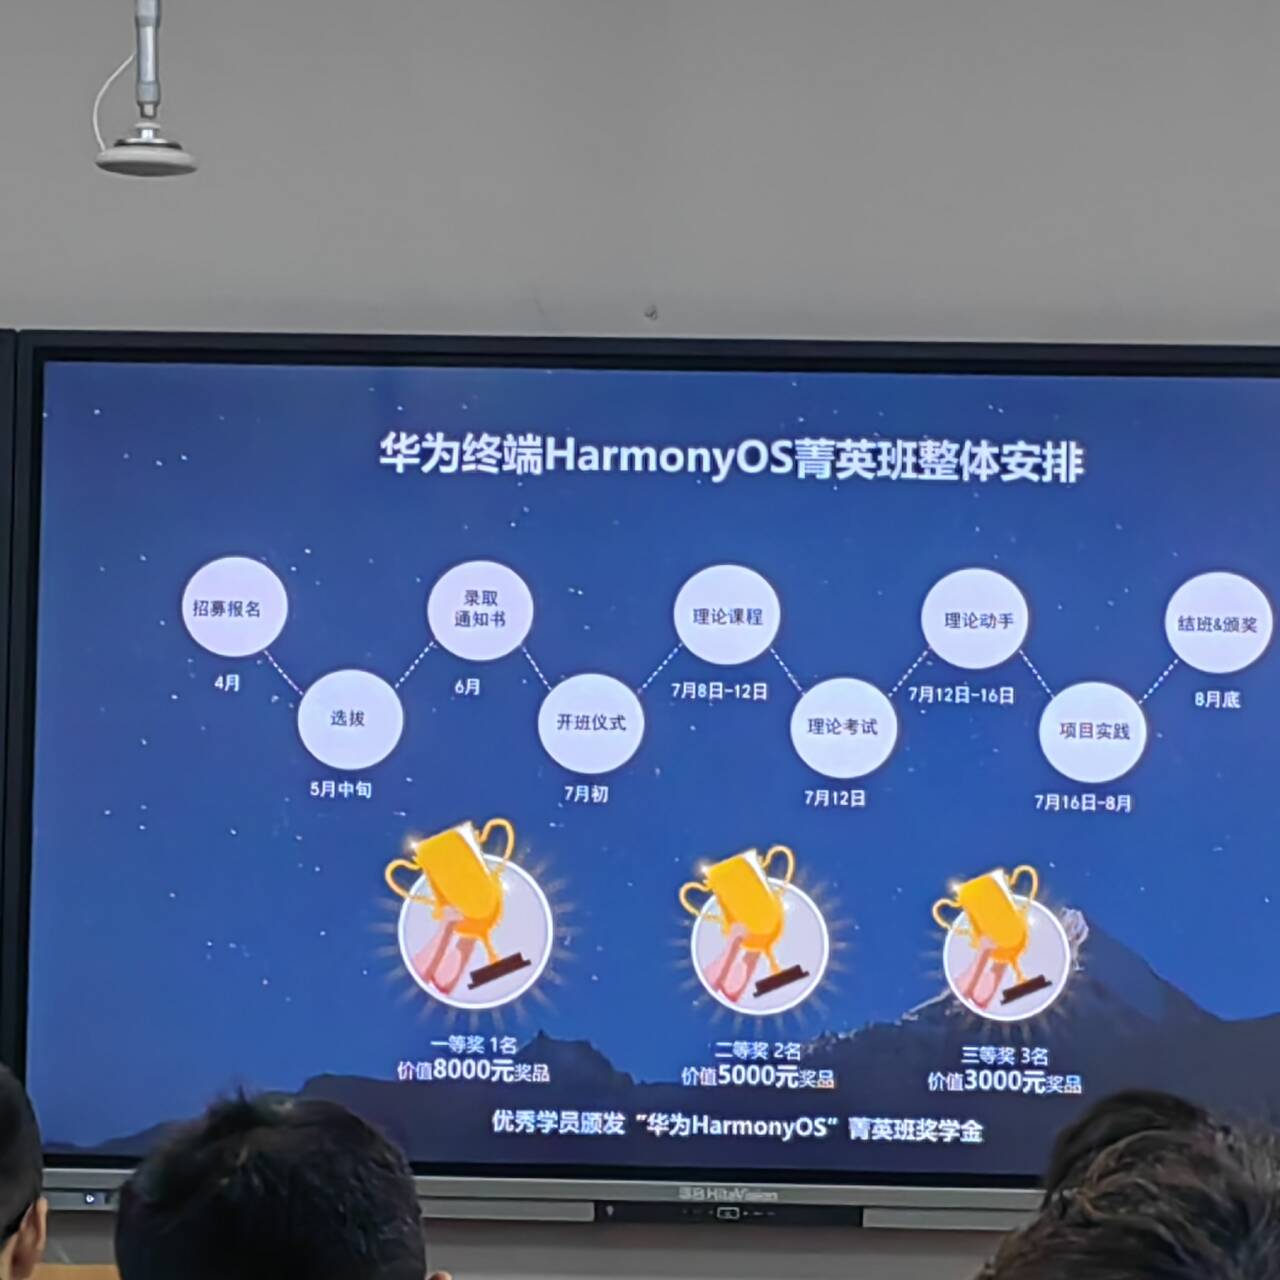 华为终端HarmonyOS菁英班整体安排
招募报名
4月
选拔
5月中旬
录取
通知书
6月
开班仪式
7月初
理论课程
7月8日-12日
理论考试
7月12日
理论动手
7月12日-16日
项目实践
7月16日-8月
结班&颁奖
8月底
一等奖 1名
价值8000元奖品
二等奖 2名
价值5000元奖品
三等奖 3名
价值3000元奖品
优秀学员颁发“华为HarmonyOS”菁英班奖学金
HiteVision